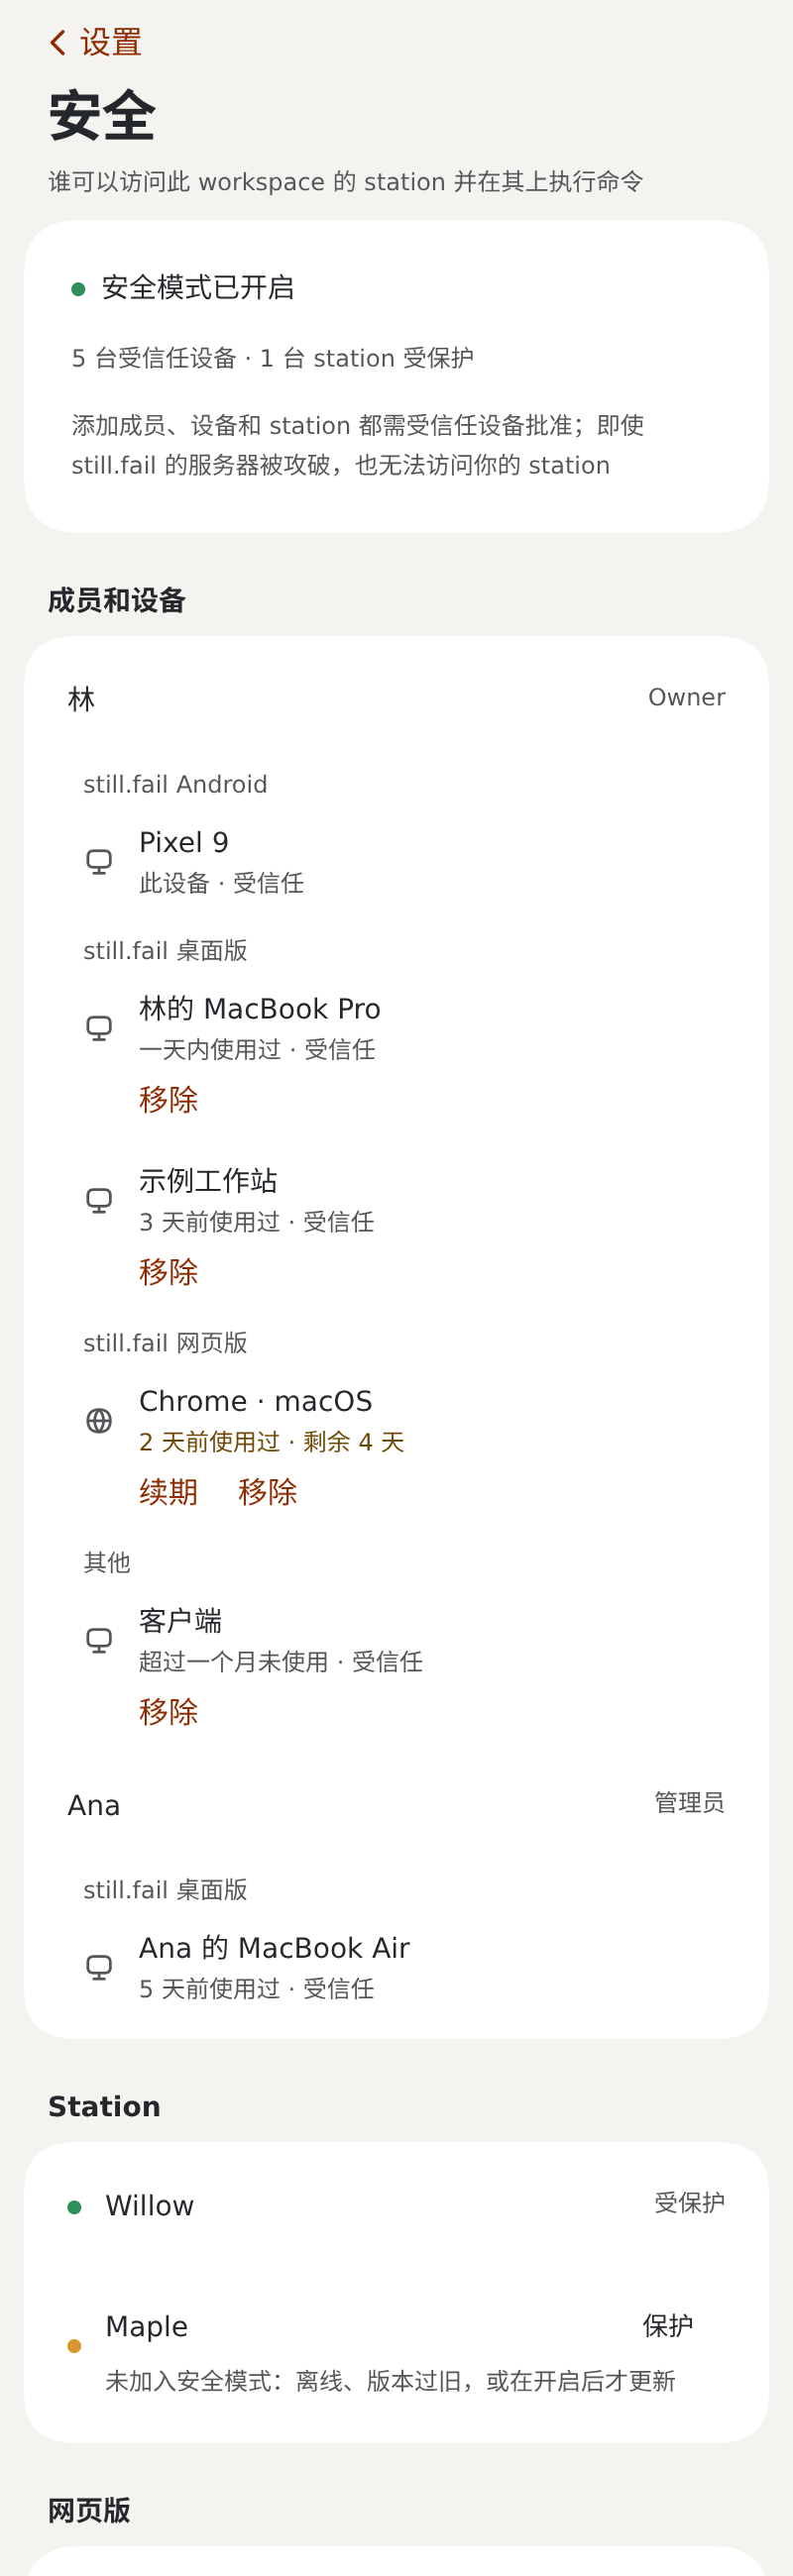 设置
安全
谁可以访问此 workspace 的 station 并在其上执行命令
安全模式已开启
5 台受信任设备 · 1 台 station 受保护
添加成员、设备和 station 都需受信任设备批准；即使
still.fail 的服务器被攻破，也无法访问你的 station
成员和设备
林 Owner
still.fail Android
Pixel 9
此设备 · 受信任
still.fail 桌面版
林的 MacBook Pro
一天内使用过 · 受信任
移除
示例工作站
3 天前使用过 · 受信任
移除
still.fail 网页版
Chrome · macOS
2 天前使用过 · 剩余 4 天
续期 移除
其他
客户端
超过一个月未使用 · 受信任
移除
Ana 管理员
still.fail 桌面版
Ana 的 MacBook Air
5 天前使用过 · 受信任
Station
Willow 受保护
Maple 保护
未加入安全模式：离线、版本过旧，或在开启后才更新
网页版